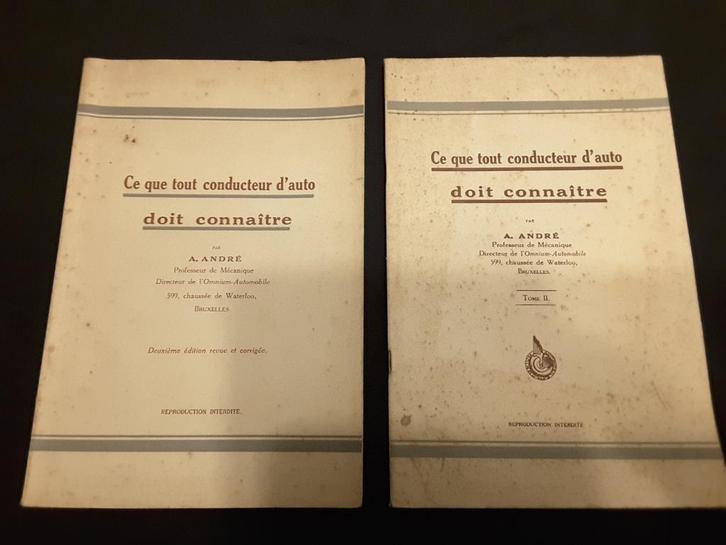 Ce que tout conducteur d'auto
doit connaître
PAR
A. ANDRÉ
Professeur de Mécanique
Directeur de l'Omnium-Automobile
599, chaussée de Waterloo,
BRUXELLES
Deuxième édition revue et corrigée.
REPRODUCTION INTERDITE.
Ce que tout conducteur d'auto
doit connaître
PAR
A. ANDRÉ
Professeur de Mécanique
Directeur de l'Omnium-Automobile
599, chaussée de Waterloo,
BRUXELLES.
TOME II.
REPRODUCTION INTERDITE